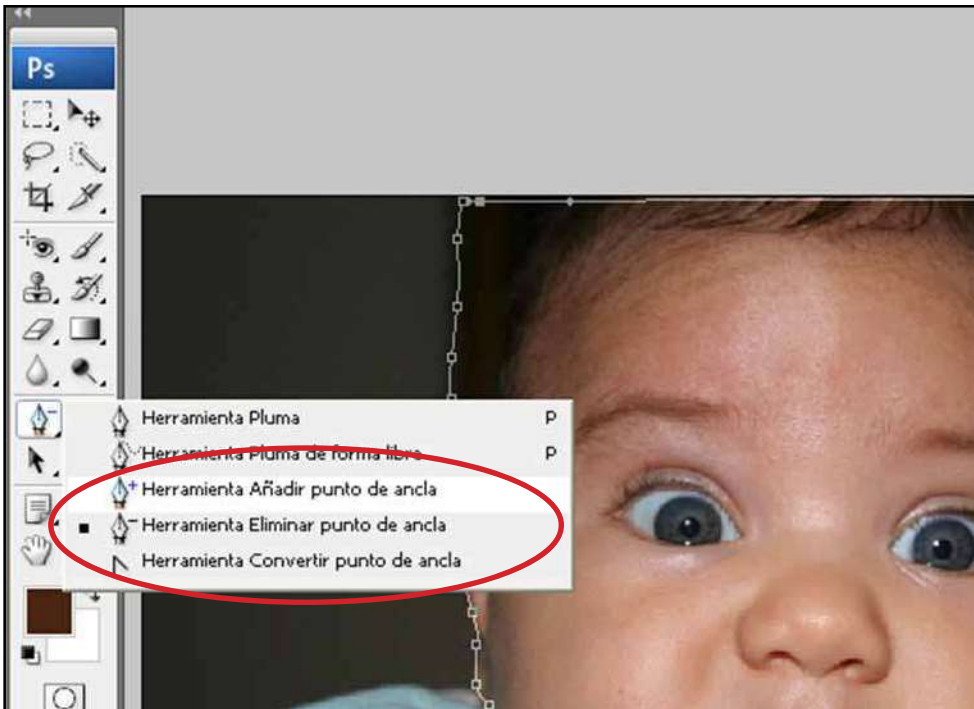 Ps
Herramienta Pluma P
Herramienta Pluma de forma libre P
Herramienta Añadir punto de ancla
Herramienta Eliminar punto de ancla
Herramienta Convertir punto de ancla